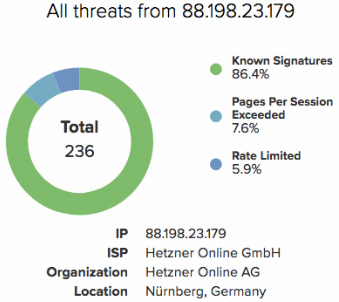 All threats from 88.198.23.179
Total
236
Known Signatures
86.4%
Pages Per Session
Exceeded
7.6%
Rate Limited
5.9%
IP 88.198.23.179
ISP Hetzner Online GmbH
Organization Hetzner Online AG
Location Nürnberg, Germany